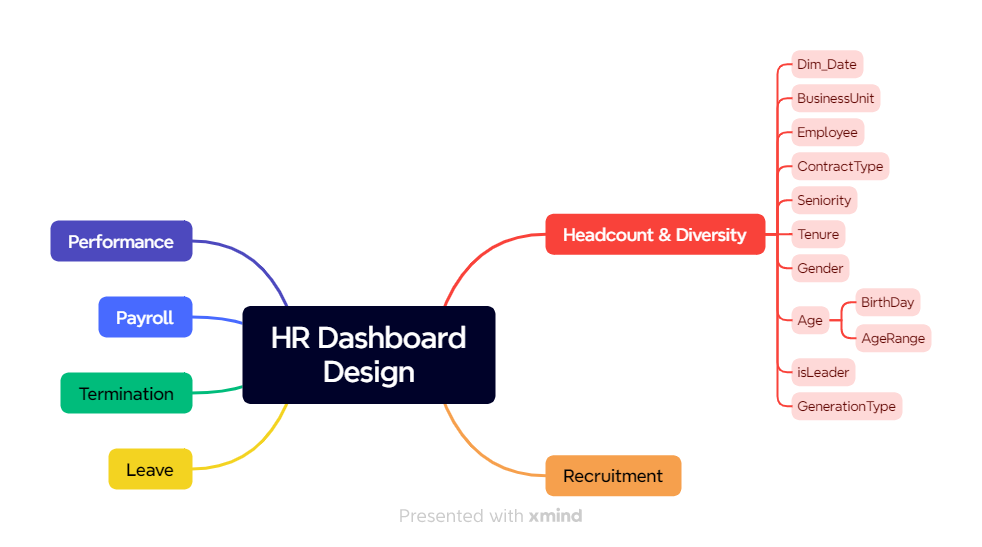 HR Dashboard
Design
Headcount & Diversity
Dim_Date
BusinessUnit
Employee
ContractType
Seniority
Tenure
Gender
Age
BirthDay
AgeRange
isLeader
GenerationType
Recruitment
Performance
Payroll
Termination
Leave
Presented with xmind